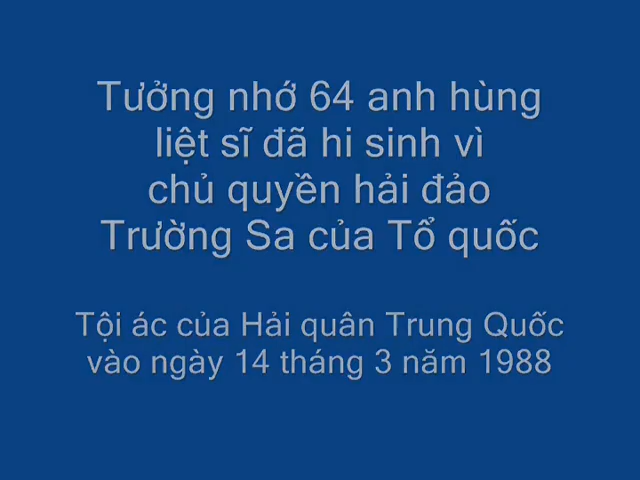 Tưởng nhớ 64 anh hùng
liệt sĩ đã hi sinh vì
chủ quyền hải đảo
Trường Sa của Tổ quốc
Tội ác của Hải quân Trung Quốc
vào ngày 14 tháng 3 năm 1988